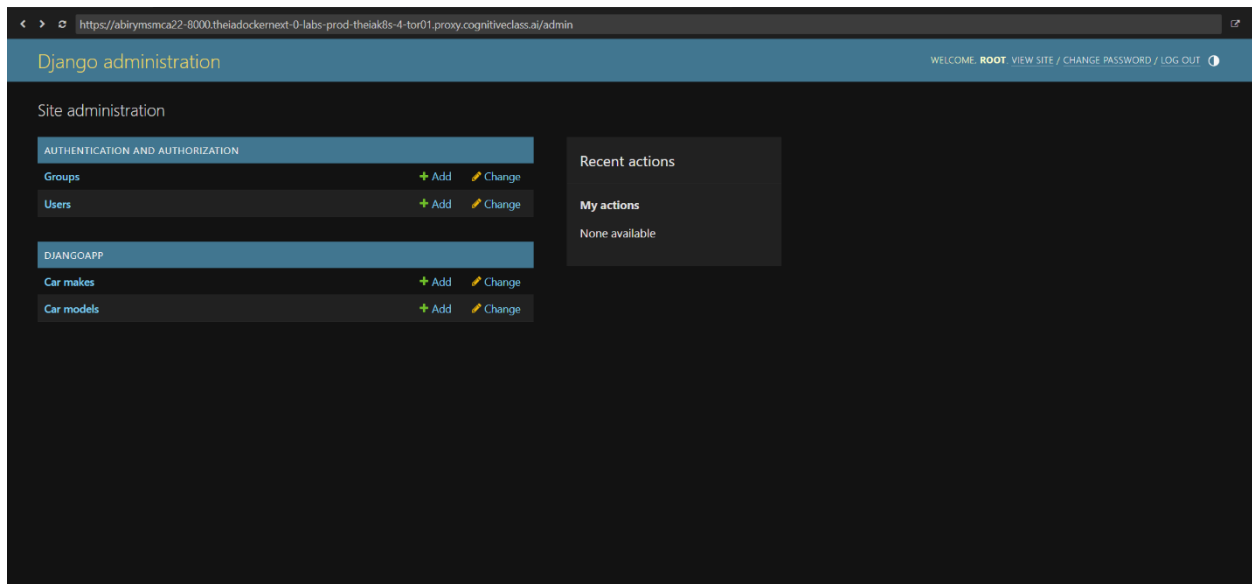 https://abirymsmca22-8000.theiadockernext-0-labs-prod-theiak8s-4-tor01.proxy.cognitiveclass.ai/admin
Django administration
WELCOME, ROOT. VIEW SITE / CHANGE PASSWORD / LOG OUT
Site administration
AUTHENTICATION AND AUTHORIZATION
Groups + Add Change
Users + Add Change
DJANGOAPP
Car makes + Add Change
Car models + Add Change
Recent actions
My actions
None available